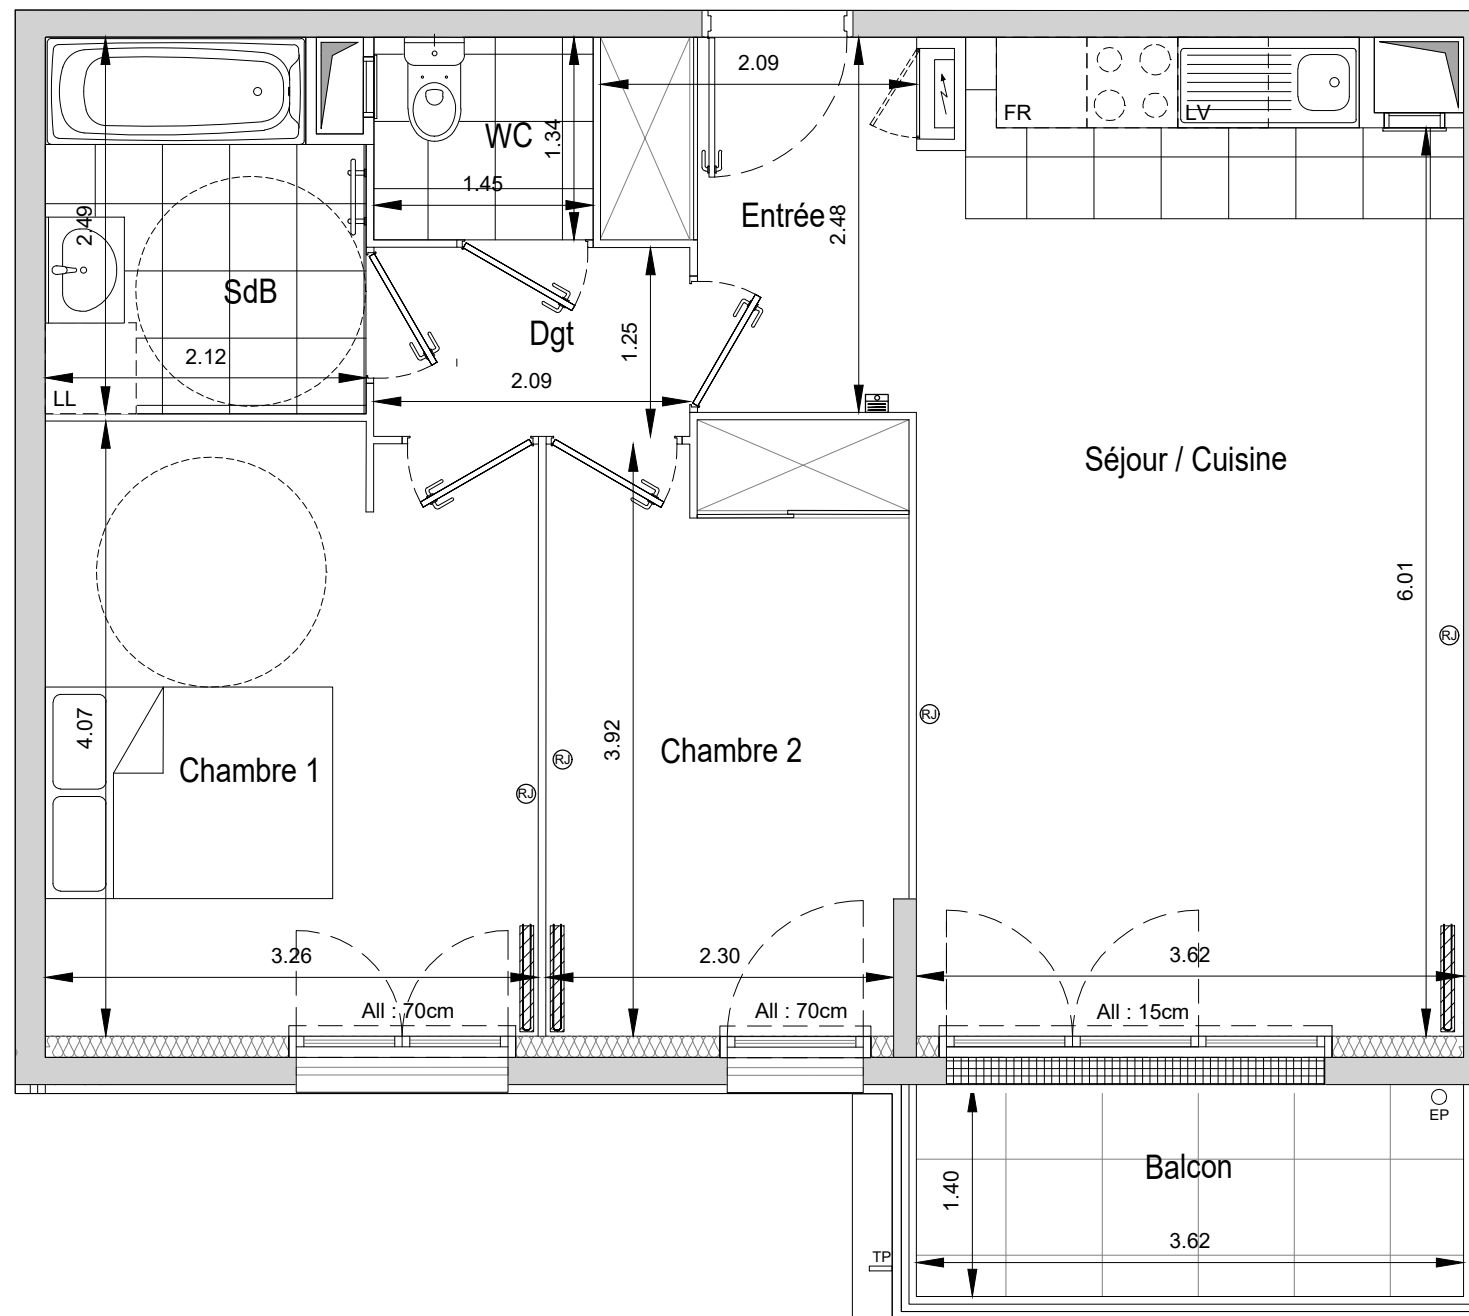 2.09
FR
LV
WC
1.34
1.45
Entrée
2.48
2.49
SdB
Dgt
1.25
2.12
2.09
LL
Séjour / Cuisine
6.01
RJ
4.07
Chambre 1
3.92
Chambre 2
RJ
RJ
RJ
3.26
2.30
3.62
All : 70cm
All : 70cm
All : 15cm
EP
1.40
Balcon
3.62
TP